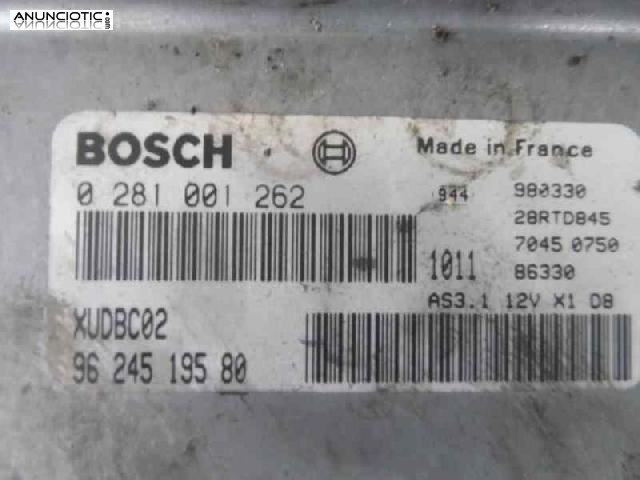 ANUNCIOTIC.com
BOSCH
Made in France
0 281 001 262
944 980330
28RTD845
7045 0750
1011 86330
AS3.1 12V X1 D8
XUDBC02
96 245 195 80